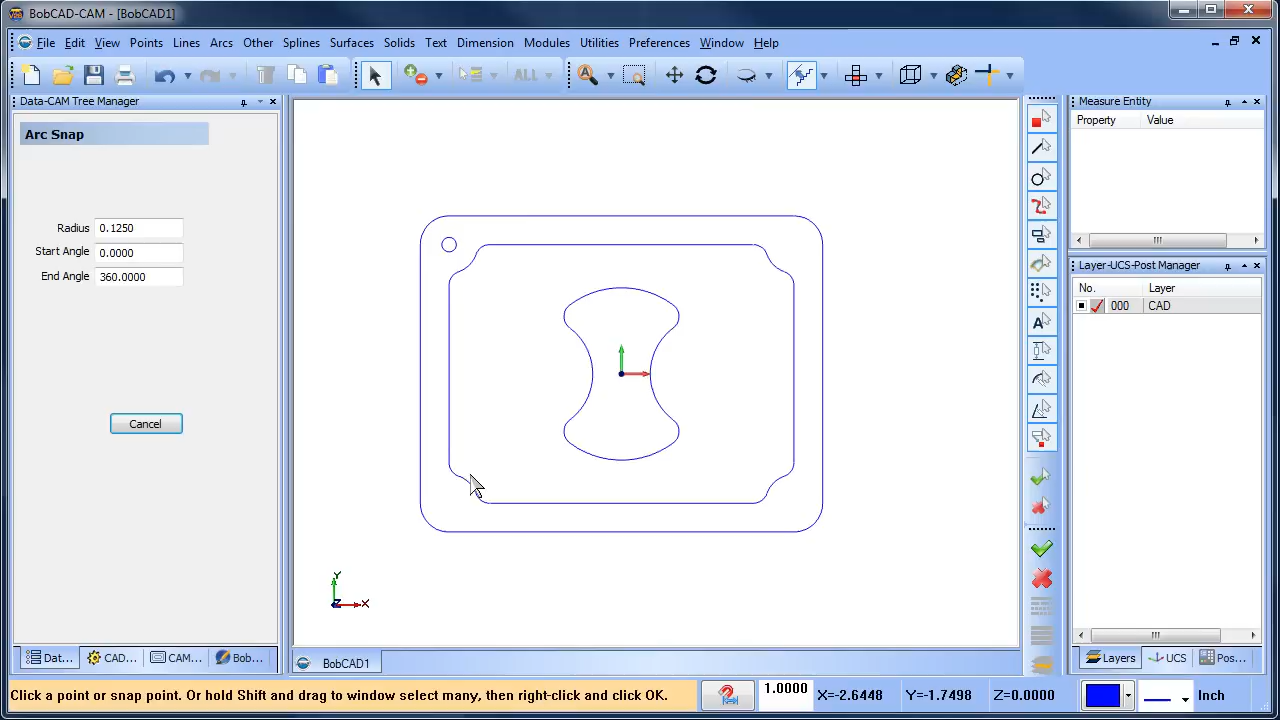 BobCAD-CAM - [BobCAD1]
File Edit View Points Lines Arcs Other Splines Surfaces Solids Text Dimension Modules Utilities Preferences Window Help
ALL
Data-CAM Tree Manager
Arc Snap
Radius 0.1250
Start Angle 0.0000
End Angle 360.0000
Cancel
Dat... CAD... CAM... Bob...
Y
X
Z
BobCAD1
A
Measure Entity
Property Value
Layer-UCS-Post Manager
No. Layer
000 CAD
Layers UCS Pos...
Click a point or snap point. Or hold Shift and drag to window select many, then right-click and click OK.
1.0000 X=-2.6448 Y=-1.7498 Z=0.0000 Inch